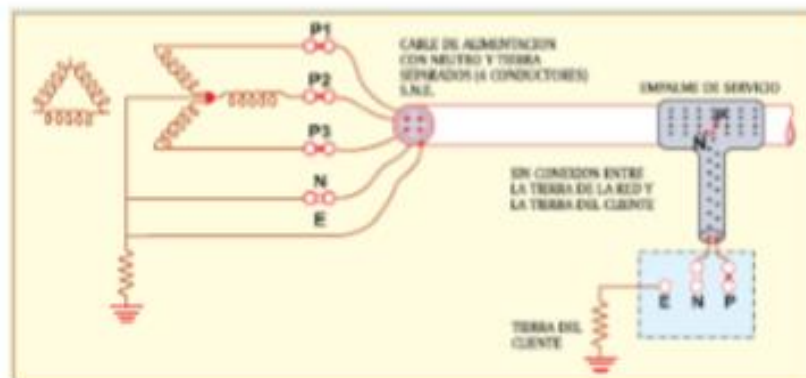 P1
P2
P3
N
E
CABLE DE ALIMENTACION
CON NEUTRO Y TIERRA
SEPARADOS (4 CONDUCTORES)
S.N.E.
EMPALME DE SERVICIO
N
SIN CONEXION ENTRE
LA TIERRA DE LA RED Y
LA TIERRA DEL CLIENTE
E N P
TIERRA DEL
CLIENTE